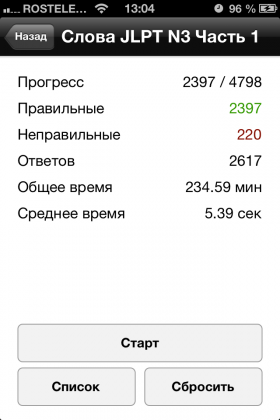 ROSTELE... 13:04 96 %
Назад Слова JLPT N3 Часть 1
Прогресс 2397 / 4798
Правильные 2397
Неправильные 220
Ответов 2617
Общее время 234.59 мин
Среднее время 5.39 сек
Старт
Список Сбросить